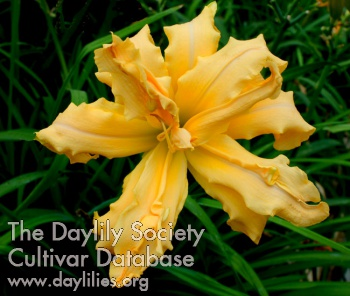 The Daylily Society
Cultivar Database
www.daylilies.org